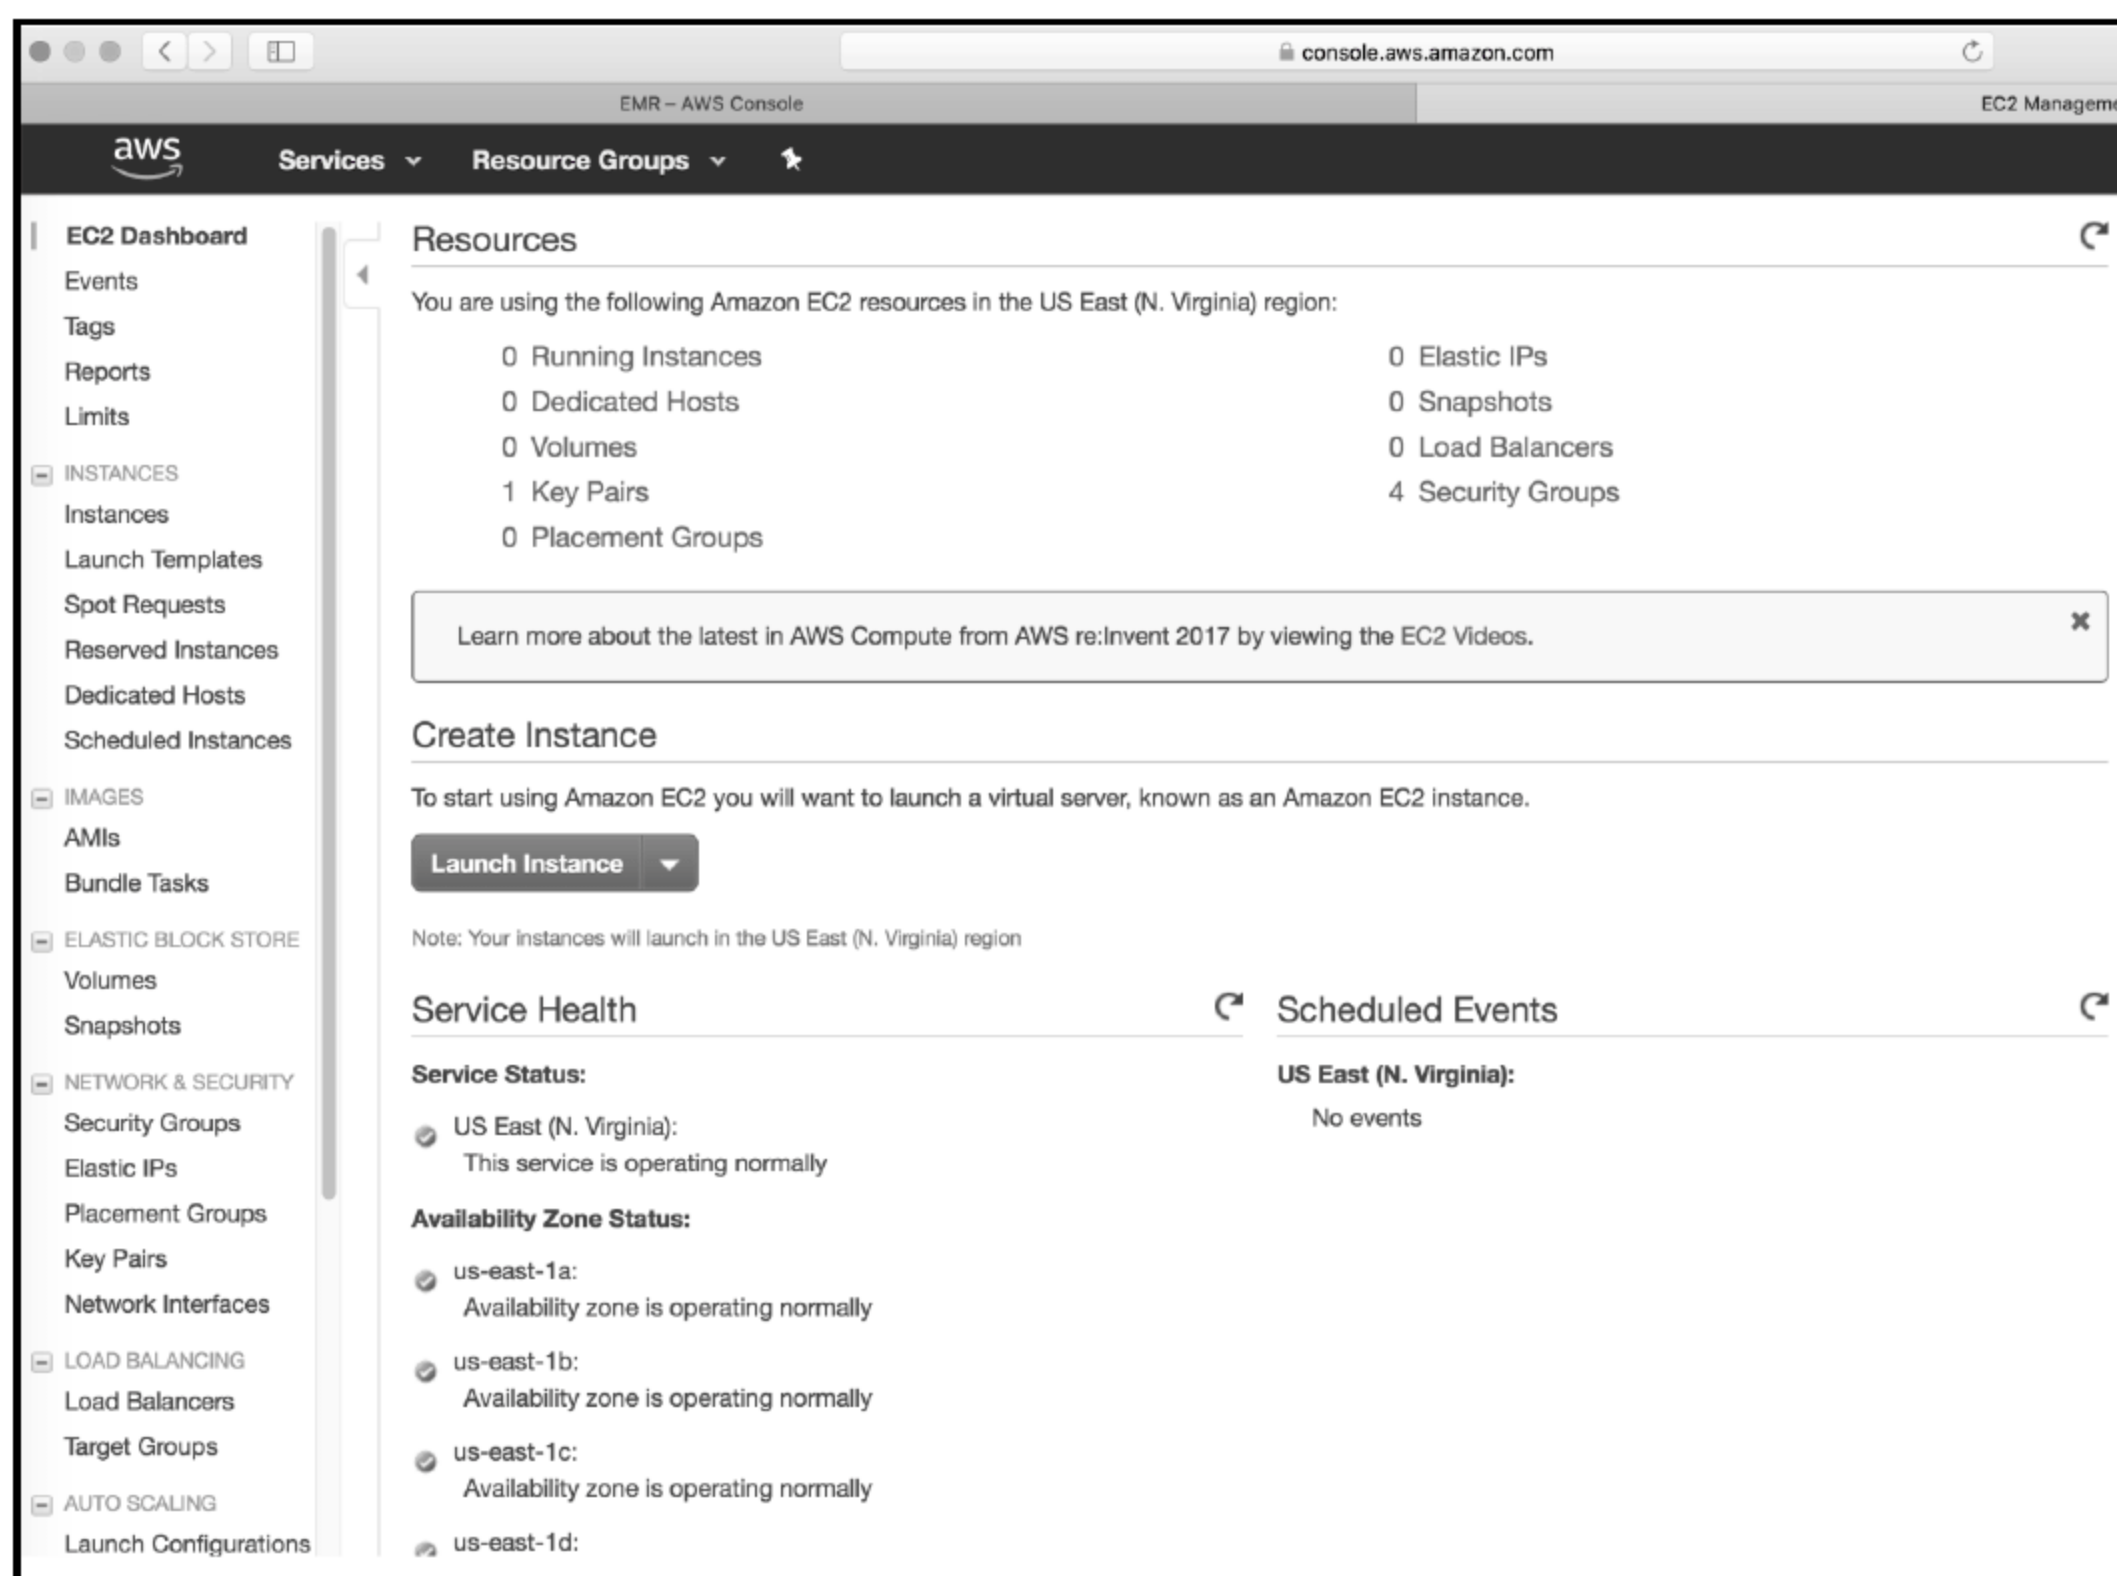 console.aws.amazon.com
EMR – AWS Console
EC2 Manageme
aws
Services
Resource Groups
EC2 Dashboard
Events
Tags
Reports
Limits
INSTANCES
Instances
Launch Templates
Spot Requests
Reserved Instances
Dedicated Hosts
Scheduled Instances
IMAGES
AMIs
Bundle Tasks
ELASTIC BLOCK STORE
Volumes
Snapshots
NETWORK & SECURITY
Security Groups
Elastic IPs
Placement Groups
Key Pairs
Network Interfaces
LOAD BALANCING
Load Balancers
Target Groups
AUTO SCALING
Launch Configurations
Resources
You are using the following Amazon EC2 resources in the US East (N. Virginia) region:
0 Running Instances
0 Dedicated Hosts
0 Volumes
1 Key Pairs
0 Placement Groups
0 Elastic IPs
0 Snapshots
0 Load Balancers
4 Security Groups
Learn more about the latest in AWS Compute from AWS re:Invent 2017 by viewing the EC2 Videos.
Create Instance
To start using Amazon EC2 you will want to launch a virtual server, known as an Amazon EC2 instance.
Launch Instance
Note: Your instances will launch in the US East (N. Virginia) region
Service Health
Service Status:
US East (N. Virginia):
This service is operating normally
Availability Zone Status:
us-east-1a:
Availability zone is operating normally
us-east-1b:
Availability zone is operating normally
us-east-1c:
Availability zone is operating normally
us-east-1d:
Scheduled Events
US East (N. Virginia):
No events